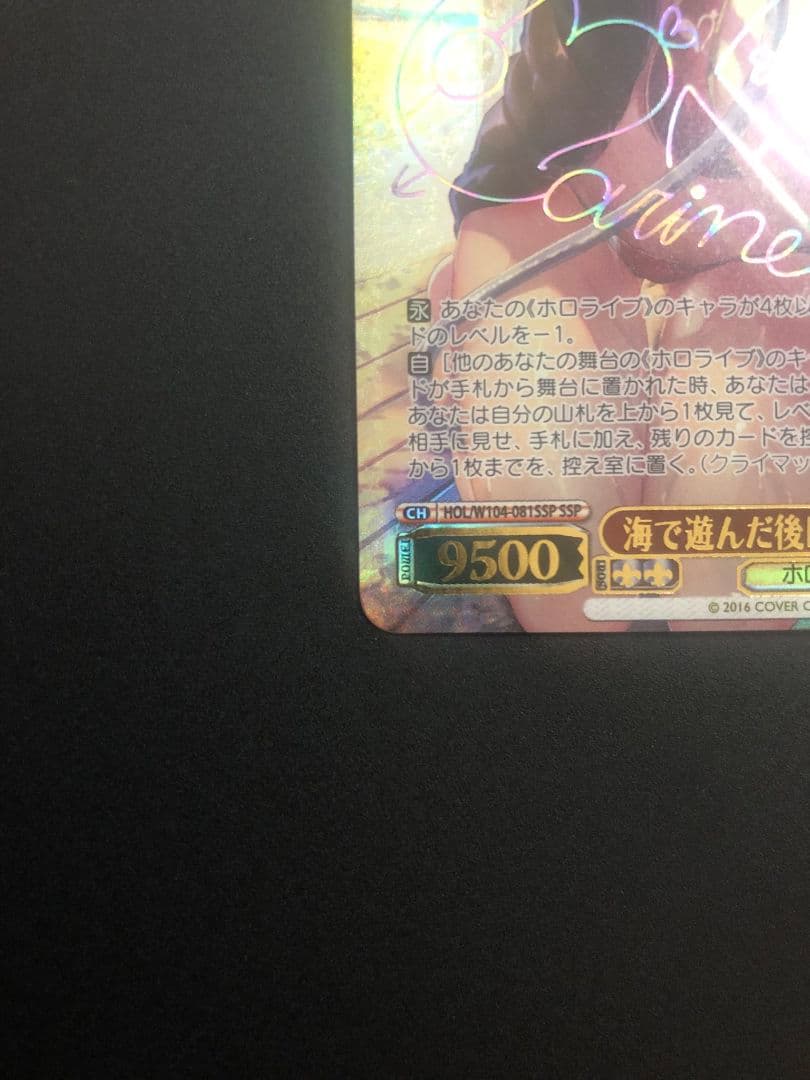 arine
永 あなたの《ホロライブ》のキャラが4枚以
ドのレベルを－1。
自 ［他のあなたの舞台の《ホロライブ》のキ
ドが手札から舞台に置かれた時、あなたは
あなたは自分の山札を上から1枚見て、レベ
相手に見せ、手札に加え、残りのカードを控
から1枚までを、控え室に置く。（クライマッ
CH HOL/W104-081SSP SSP
POWER 9500
海で遊んだ後
SOUL
ホロ
© 2016 COVER C